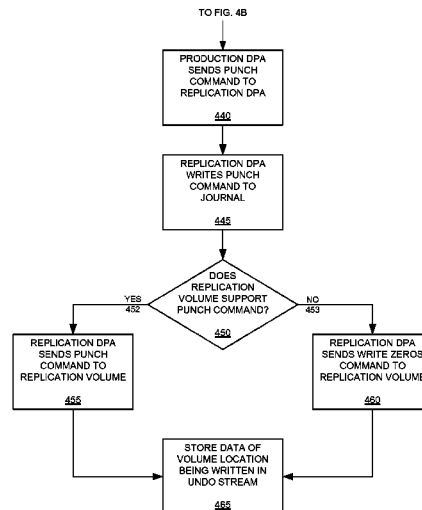 TO FIG. 4B
PRODUCTION DPA
SENDS PUNCH
COMMAND TO
REPLICATION DPA
440
REPLICATION DPA
WRITES PUNCH
COMMAND TO
JOURNAL
445
DOES
REPLICATION
VOLUME SUPPORT
PUNCH COMMAND?
450
YES
452
NO
453
REPLICATION DPA
SENDS PUNCH
COMMAND TO
REPLICATION VOLUME
455
REPLICATION DPA
SENDS WRITE ZEROS
COMMAND TO
REPLICATION VOLUME
460
STORE DATA OF
VOLUME LOCATION
BEING WRITTEN IN
UNDO STREAM
465